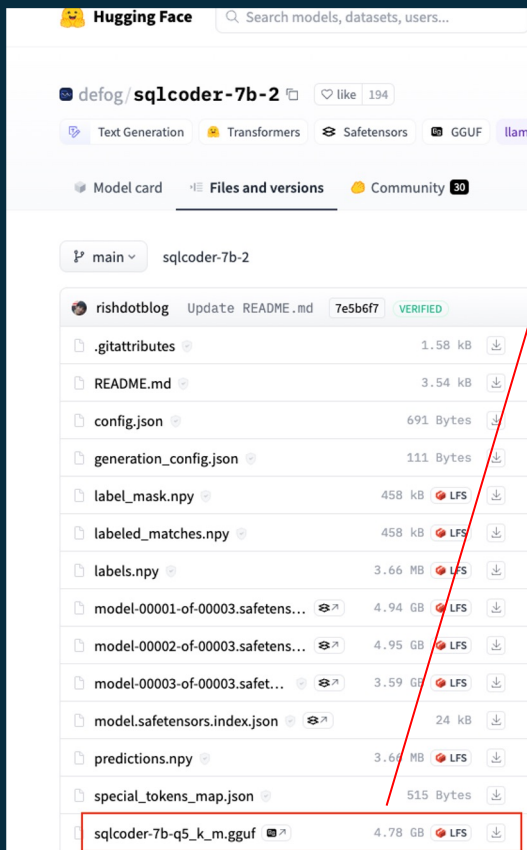 Hugging Face
Search models, datasets, users...
defog/sqlcoder-7b-2
like 194
Text Generation Transformers Safetensors GGUF llam
Model card Files and versions Community 30
main sqlcoder-7b-2
rishdotblog Update README.md 7e5b6f7 VERIFIED
.gitattributes 1.58 kB
README.md 3.54 kB
config.json 691 Bytes
generation_config.json 111 Bytes
label_mask.npy 458 kB LFS
labeled_matches.npy 458 kB LFS
labels.npy 3.66 MB LFS
model-00001-of-00003.safetens... 4.94 GB LFS
model-00002-of-00003.safetens... 4.95 GB LFS
model-00003-of-00003.safet... 3.59 GB LFS
model.safetensors.index.json 24 kB
predictions.npy 3.66 MB LFS
special_tokens_map.json 515 Bytes
sqlcoder-7b-q5_k_m.gguf 4.78 GB LFS